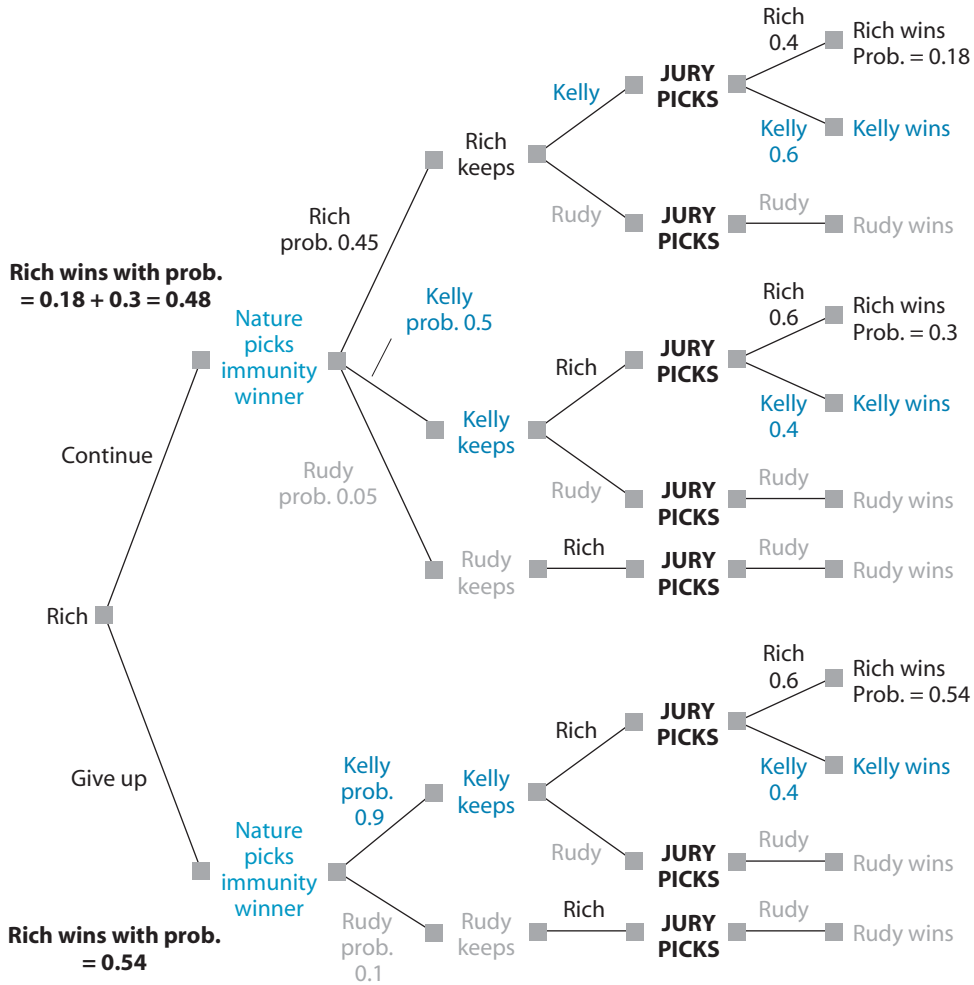 Rich
0.4
Rich wins
Prob. = 0.18
JURY
PICKS
Kelly
Kelly
0.6
Kelly wins
Rich
keeps
Rudy
JURY
PICKS
Rudy
Rudy wins
Rich
prob. 0.45
Rich wins with prob.
= 0.18 + 0.3 = 0.48
Nature
picks
immunity
winner
Kelly
prob. 0.5
Rich
0.6
Rich wins
Prob. = 0.3
JURY
PICKS
Rich
Kelly
0.4
Kelly wins
Kelly
keeps
Continue
Rudy
prob. 0.05
Rudy
JURY
PICKS
Rudy
Rudy wins
Rudy
keeps
Rich
JURY
PICKS
Rudy
Rudy wins
Rich
Rich
0.6
Rich wins
Prob. = 0.54
JURY
PICKS
Rich
Kelly
0.4
Kelly wins
Give up
Kelly
prob.
0.9
Kelly
keeps
Nature
picks
immunity
winner
Rudy
JURY
PICKS
Rudy
Rudy wins
Rich wins with prob.
= 0.54
Rudy
prob.
0.1
Rudy
keeps
Rich
JURY
PICKS
Rudy
Rudy wins